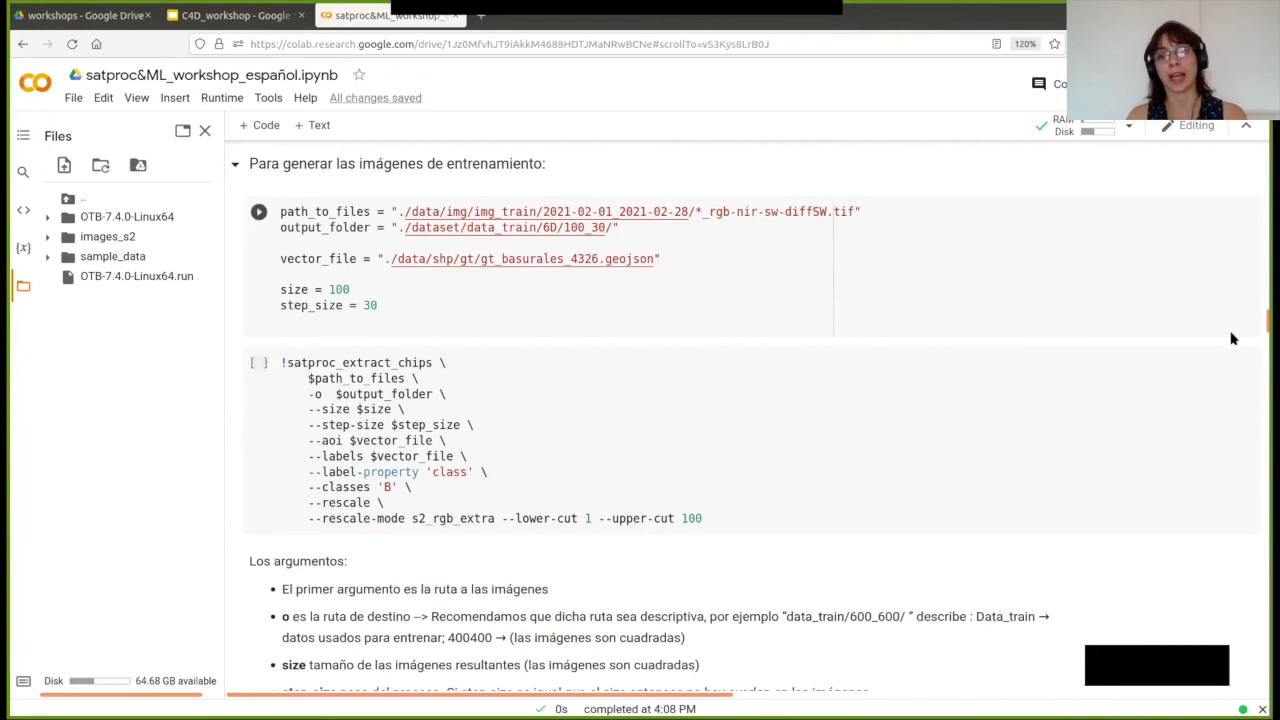 workshops - Google Drive
C4D_workshop - Google
satproc&ML_workshop_
https://colab.research.google.com/drive/1Jz0MfvhJT9iAkkM4688HDTJMaNRwBCNe#scrollTo=vS3Kys8LrB0J
120%
satproc&ML_workshop_español.ipynb
File Edit View Insert Runtime Tools Help All changes saved
Co
Files
+ Code + Text
RAM
Disk
Editing
..
OTB-7.4.0-Linux64
images_s2
sample_data
OTB-7.4.0-Linux64.run
{x}
Para generar las imágenes de entrenamiento:
path_to_files = "./data/img/img_train/2021-02-01_2021-02-28/*_rgb-nir-sw-diffSW.tif"
output_folder = "./dataset/data_train/6D/100_30/"
vector_file = "./data/shp/gt/gt_basurales_4326.geojson"
size = 100
step_size = 30
[ ] !satproc_extract_chips \
$path_to_files \
-o $output_folder \
--size $size \
--step-size $step_size \
--aoi $vector_file \
--labels $vector_file \
--label-property 'class' \
--classes 'B' \
--rescale \
--rescale-mode s2_rgb_extra --lower-cut 1 --upper-cut 100
Los argumentos:
• El primer argumento es la ruta a las imágenes
• o es la ruta de destino –> Recomendamos que dicha ruta sea descriptiva, por ejemplo “data_train/600_600/ ” describe : Data_train →
datos usados para entrenar; 400400 → (las imágenes son cuadradas)
• size tamaño de las imágenes resultantes (las imágenes son cuadradas)
Disk 64.68 GB available
0s completed at 4:08 PM